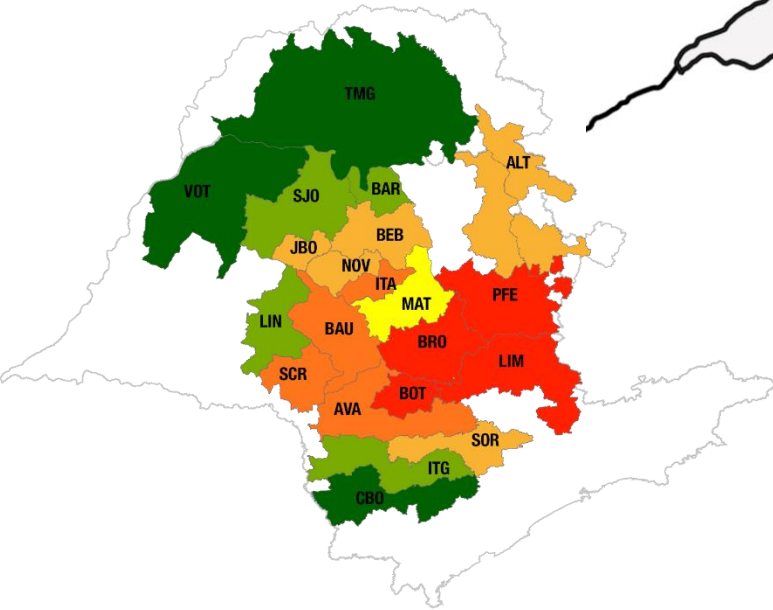 TMG
ALT
VOT
SJO
BAR
BEB
JBO
NOV
ITA
PFE
MAT
LIN
BAU
BRO
LIM
SCR
BOT
AVA
SOR
ITG
CBO